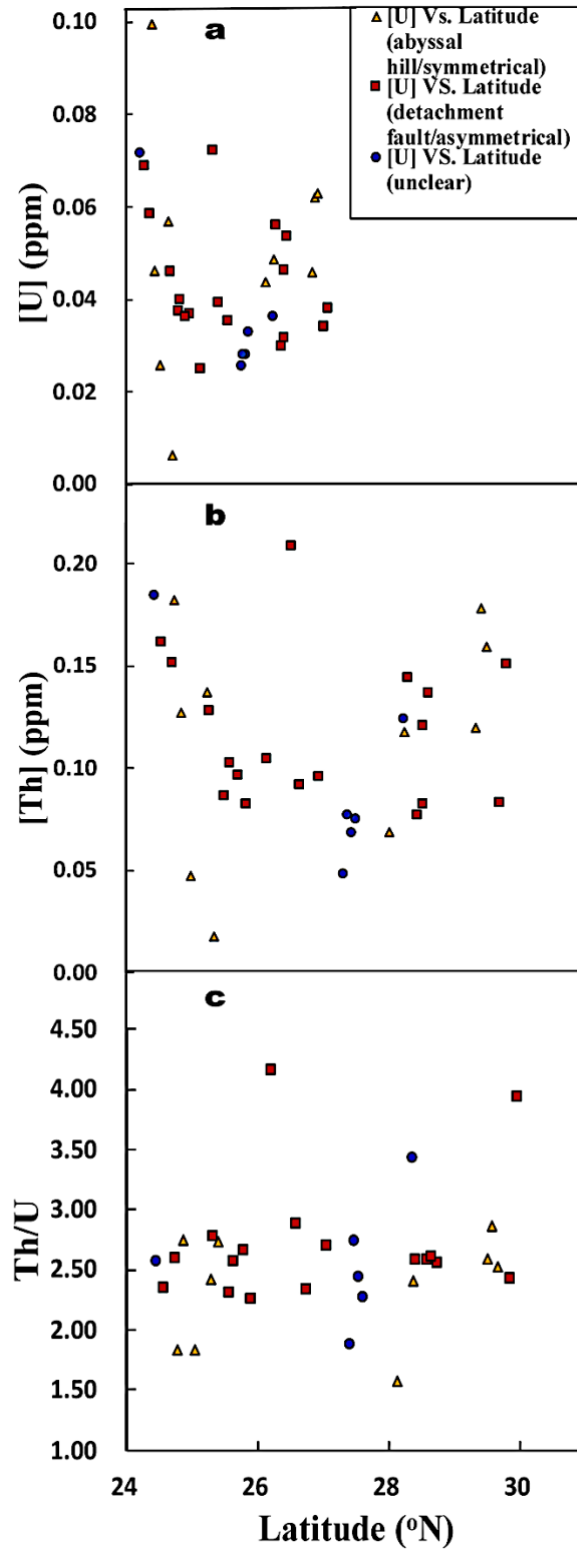 a
[U] Vs. Latitude
(abyssal
hill/symmetrical)
[U] VS. Latitude
(detachment
fault/asymmetrical)
[U] VS. Latitude
(unclear)
0.10
0.08
0.06
0.04
0.02
0.00
[U] (ppm)
b
0.20
0.15
0.10
0.05
0.00
[Th] (ppm)
c
4.50
4.00
3.50
3.00
2.50
2.00
1.50
1.00
Th/U
24 26 28 30
Latitude (ºN)